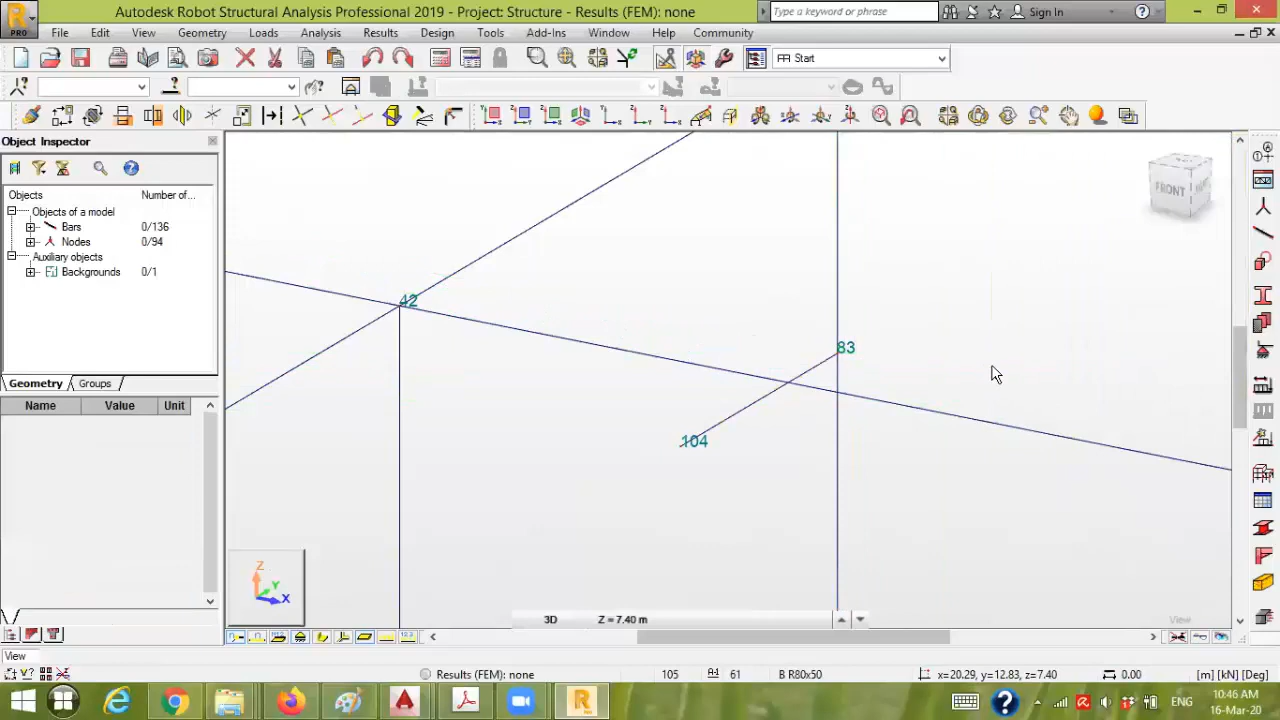 PRO
Autodesk Robot Structural Analysis Professional 2019 - Project: Structure - Results (FEM): none
Type a keyword or phrase
Sign In
File Edit View Geometry Loads Analysis Results Design Tools Add-Ins Window Help Community
Start
Object Inspector
Objects Number of...
Objects of a model
Bars 0/136
Nodes 0/94
Auxiliary objects
Backgrounds 0/1
Geometry Groups
Name Value Unit
FRONT
42
83
104
Z
Y
X
3D Z = 7.40 m
View
View
Results (FEM): none 105 61 B R80x50 x=20.29, y=12.83, z=7.40 0.00 [m] [kN] [Deg]
ENG
10:46 AM
16-Mar-20